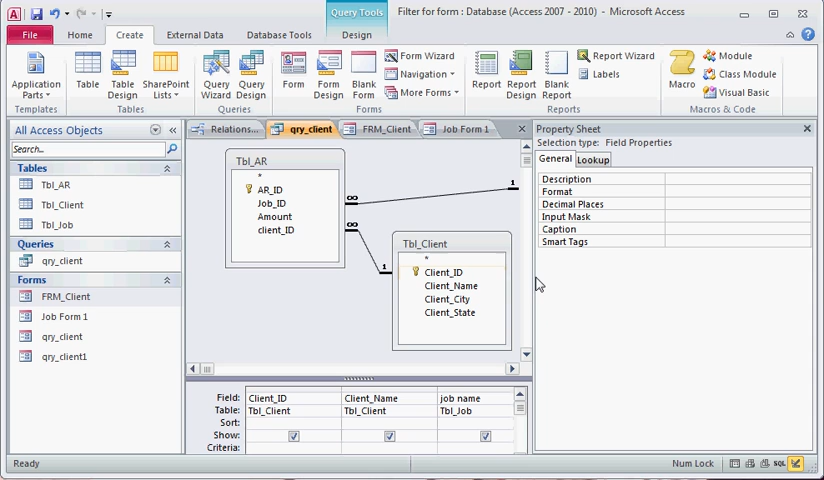 Query Tools
Filter for form : Database (Access 2007 - 2010) - Microsoft Access
File Home Create External Data Database Tools Design
Application Parts Table Table Design SharePoint Lists Query Wizard Query Design Form Form Design Blank Form Form Wizard Navigation More Forms Report Report Design Blank Report Report Wizard Labels Macro Module Class Module Visual Basic
Templates Tables Queries Forms Reports Macros & Code
All Access Objects
Search...
Tables
Tbl_AR
Tbl_Client
Tbl_Job
Queries
qry_client
Forms
FRM_Client
Job Form 1
qry_client
qry_client1
Relations... qry_client FRM_Client Job Form 1
Tbl_AR
*
AR_ID
Job_ID
Amount
client_ID
∞
1
∞
1
Tbl_Client
*
Client_ID
Client_Name
Client_City
Client_State
Field: Client_ID Client_Name job name
Table: Tbl_Client Tbl_Client Tbl_Job
Sort:
Show:
Criteria:
Property Sheet
Selection type: Field Properties
General Lookup
Description
Format
Decimal Places
Input Mask
Caption
Smart Tags
Ready Num Lock SQL